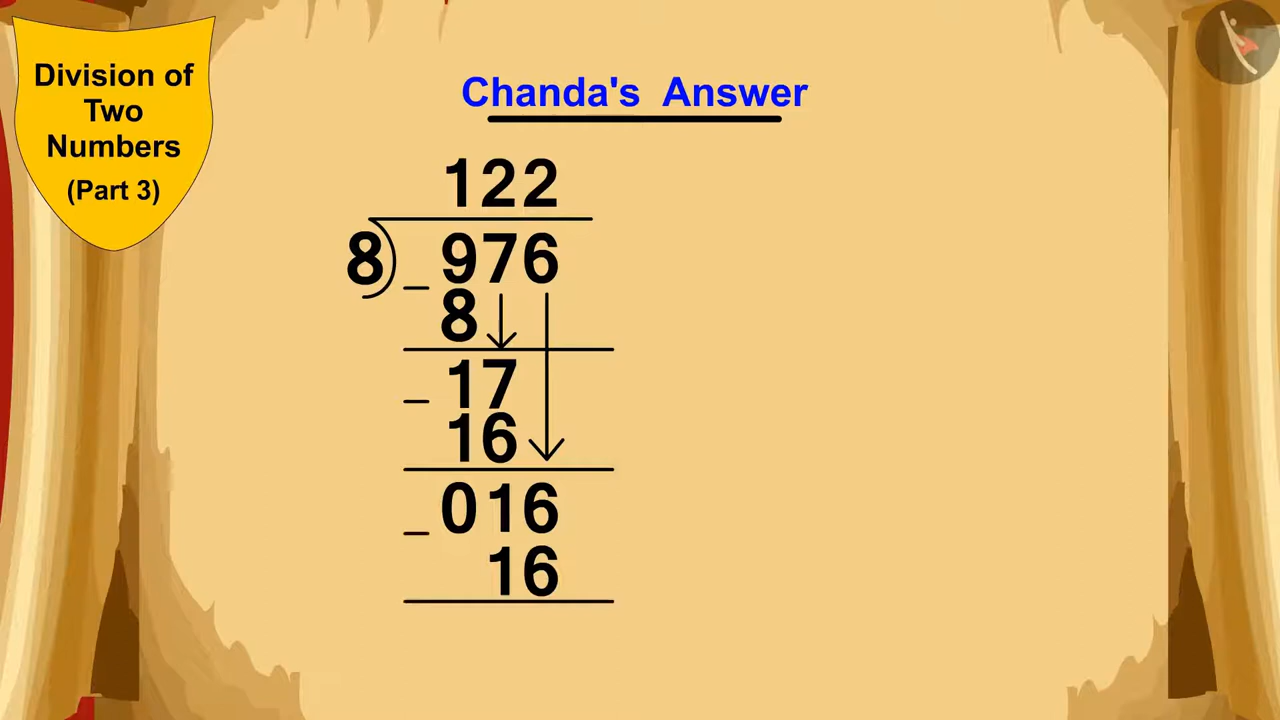 Division of
Two
Numbers
(Part 3)
Chanda's Answer
122
8) 976
_ 8
17
_ 16
016
_ 16